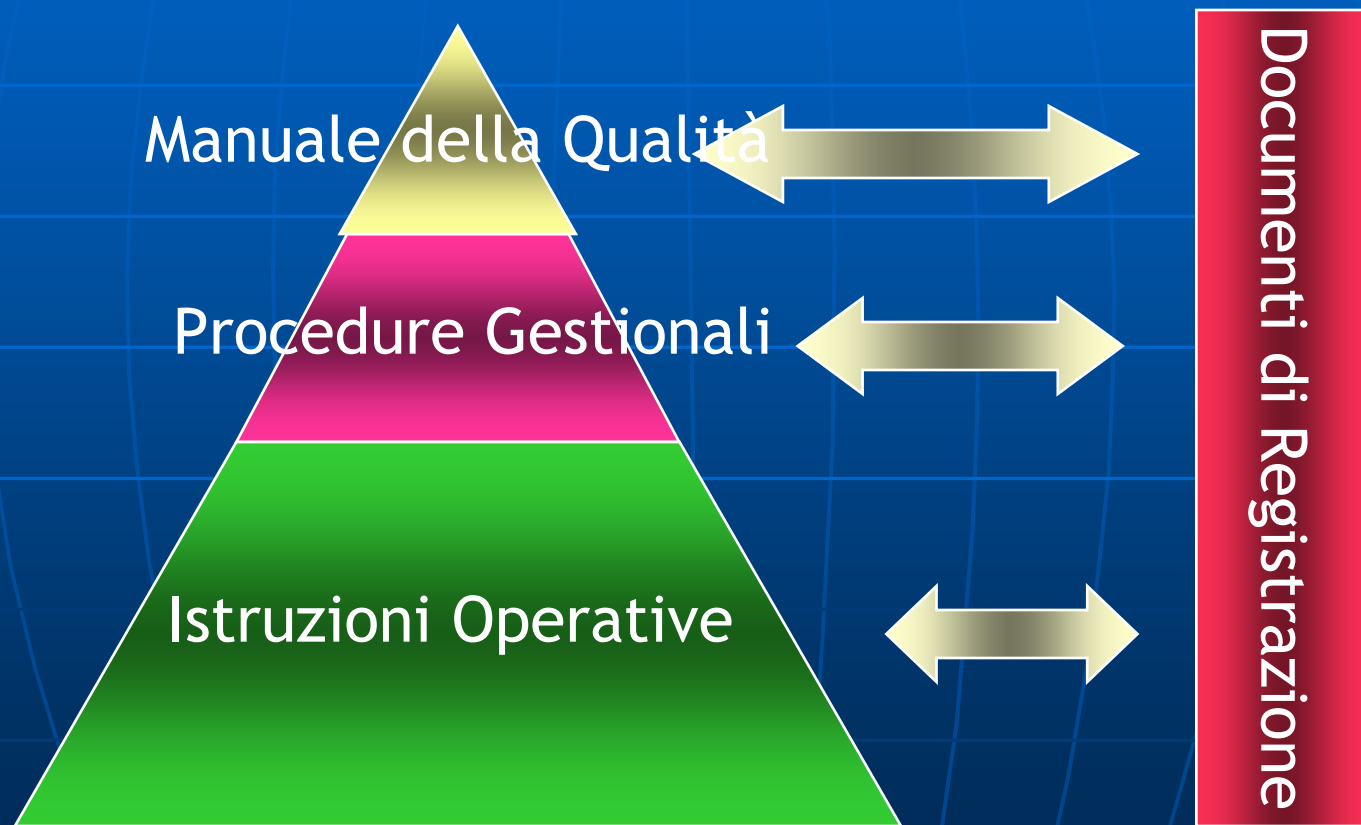 Manuale della Qualità
Procedure Gestionali
Istruzioni Operative
Documenti di Registrazione